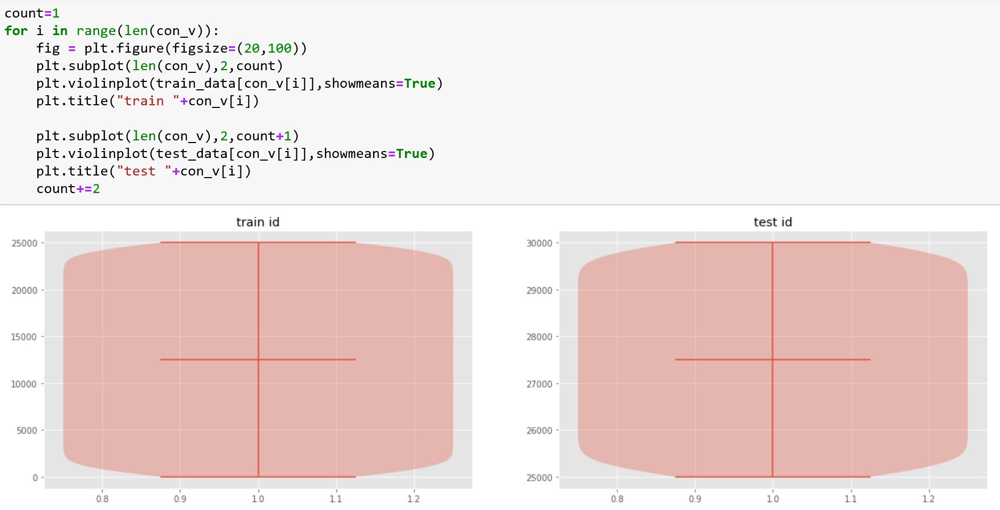 count=1
for i in range(len(con_v)):
    fig = plt.figure(figsize=(20,100))
    plt.subplot(len(con_v),2,count)
    plt.violinplot(train_data[con_v[i]],showmeans=True)
    plt.title("train "+con_v[i])

    plt.subplot(len(con_v),2,count+1)
    plt.violinplot(test_data[con_v[i]],showmeans=True)
    plt.title("test "+con_v[i])
    count+=2
train id
25000
20000
15000
10000
5000
0
0.8 0.9 1.0 1.1 1.2
test id
30000
29000
28000
27000
26000
25000
0.8 0.9 1.0 1.1 1.2